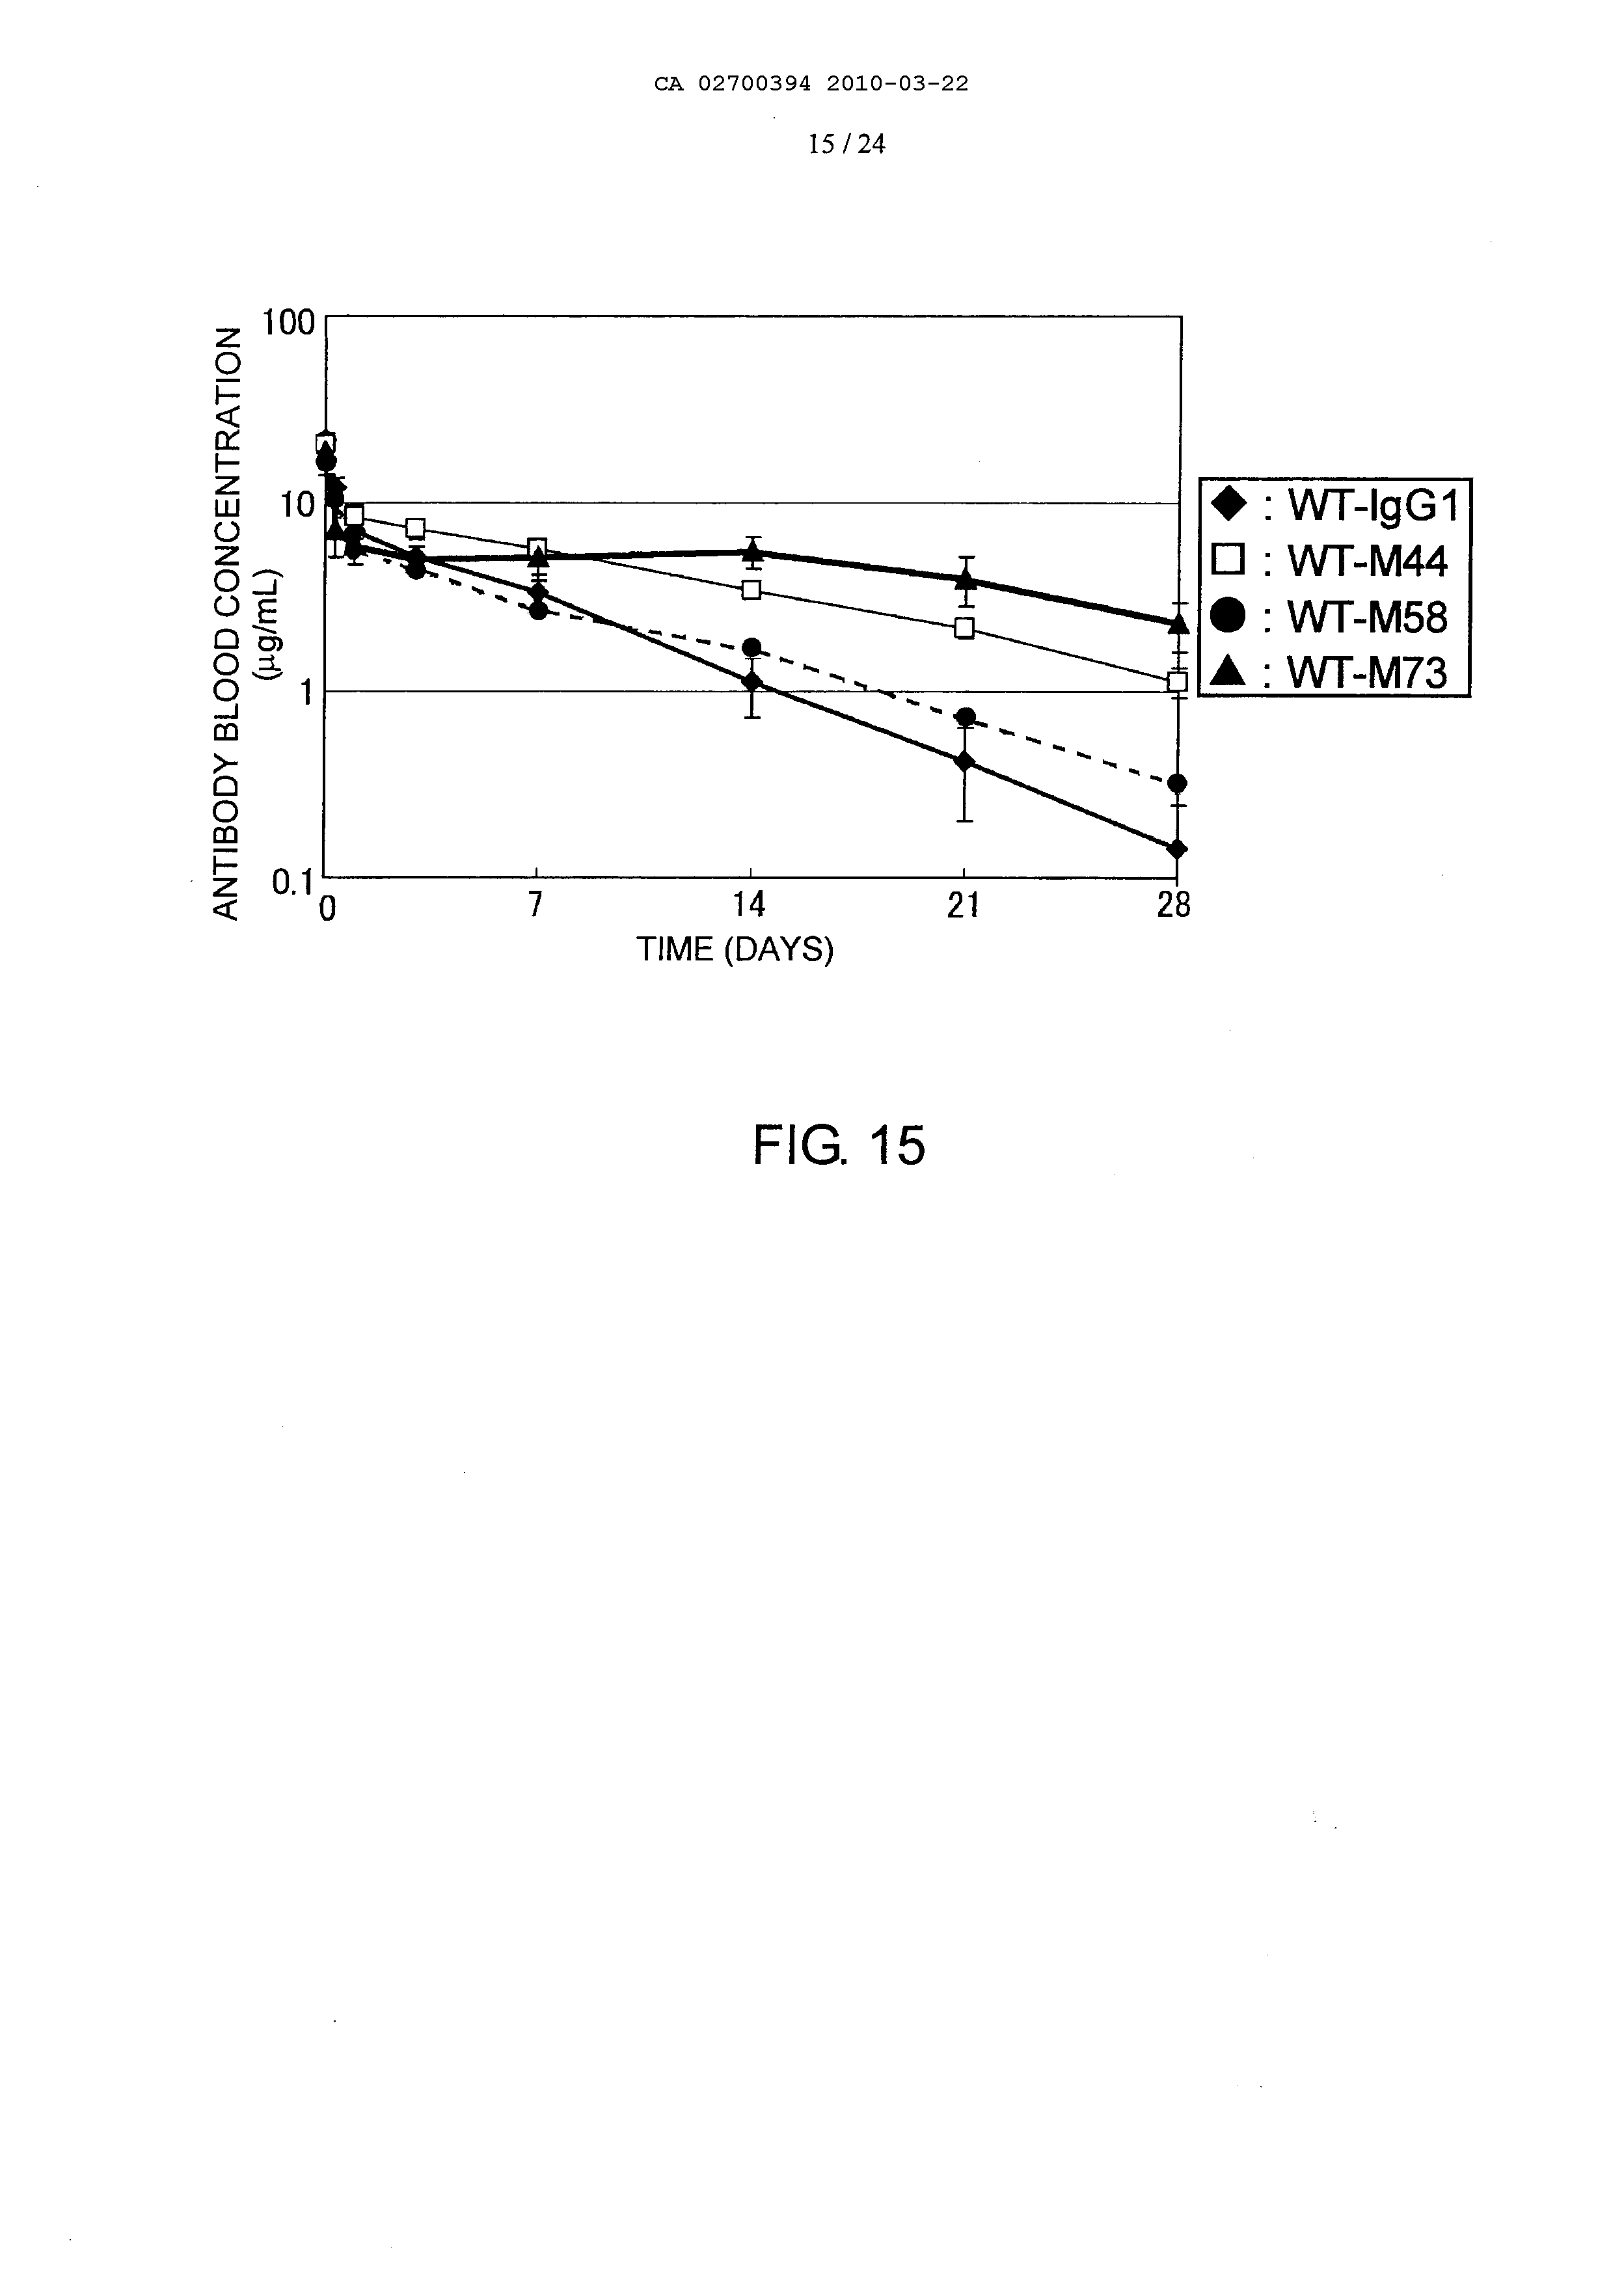 CA 02700394 2010-03-22
15 / 24
ANTIBODY BLOOD CONCENTRATION
(μg/mL)
100
10
1
0.1
0
7
14
21
28
TIME (DAYS)
◆ : WT-IgG1
□ : WT-M44
● : WT-M58
▲ : WT-M73
FIG. 15